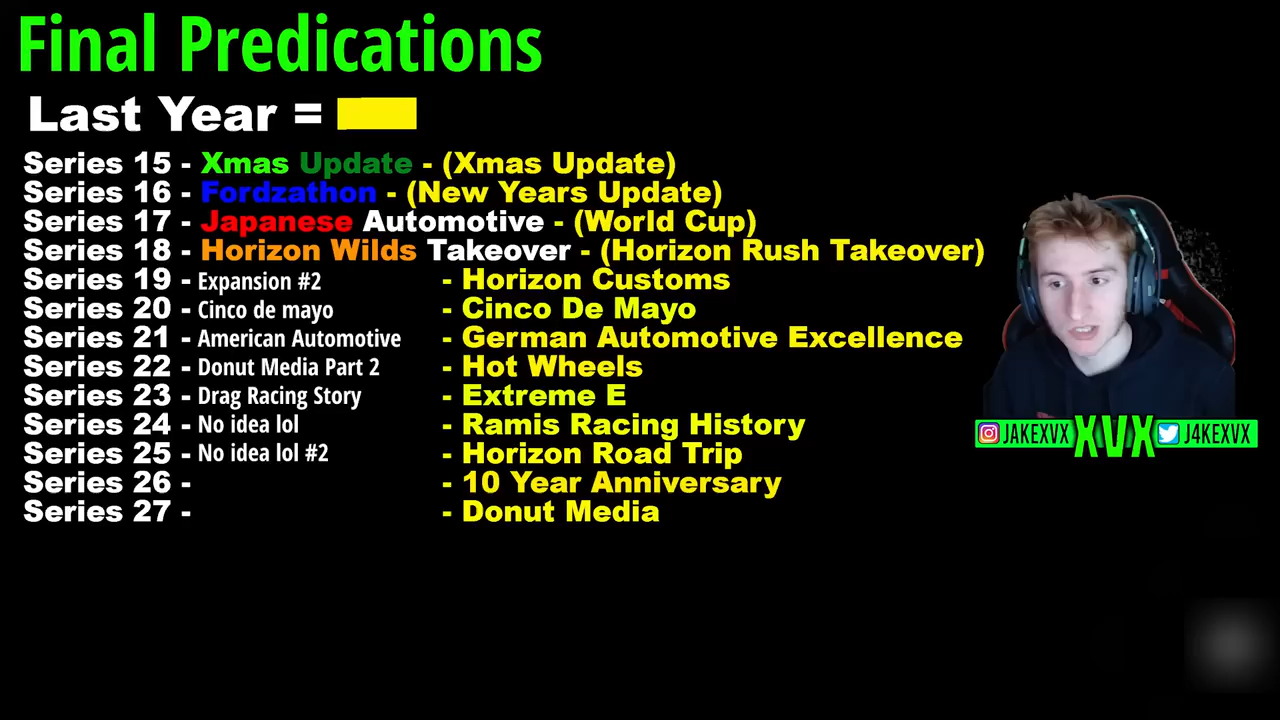 Final Predications
Last Year =
Series 15 - Xmas Update - (Xmas Update)
Series 16 - Fordzathon - (New Years Update)
Series 17 - Japanese Automotive - (World Cup)
Series 18 - Horizon Wilds Takeover - (Horizon Rush Takeover)
Series 19 - Expansion #2 - Horizon Customs
Series 20 - Cinco de mayo - Cinco De Mayo
Series 21 - American Automotive - German Automotive Excellence
Series 22 - Donut Media Part 2 - Hot Wheels
Series 23 - Drag Racing Story - Extreme E
Series 24 - No idea lol - Ramis Racing History
Series 25 - No idea lol #2 - Horizon Road Trip
Series 26 - - 10 Year Anniversary
Series 27 - - Donut Media
JAKEXVX XVX J4KEXVX